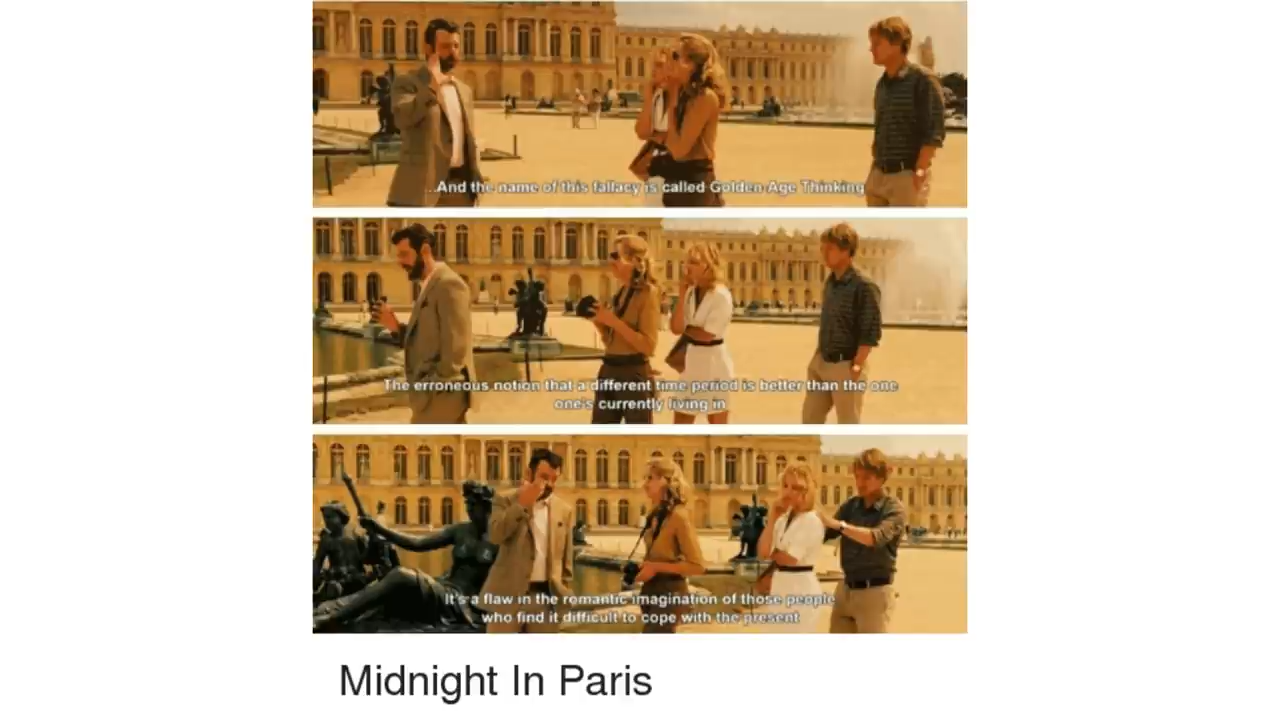 ...And the name of this fallacy is called Golden Age Thinking
The erroneous notion that a different time period is better than the one
one's currently living in
It's a flaw in the romantic imagination of those people
who find it difficult to cope with the present
Midnight In Paris